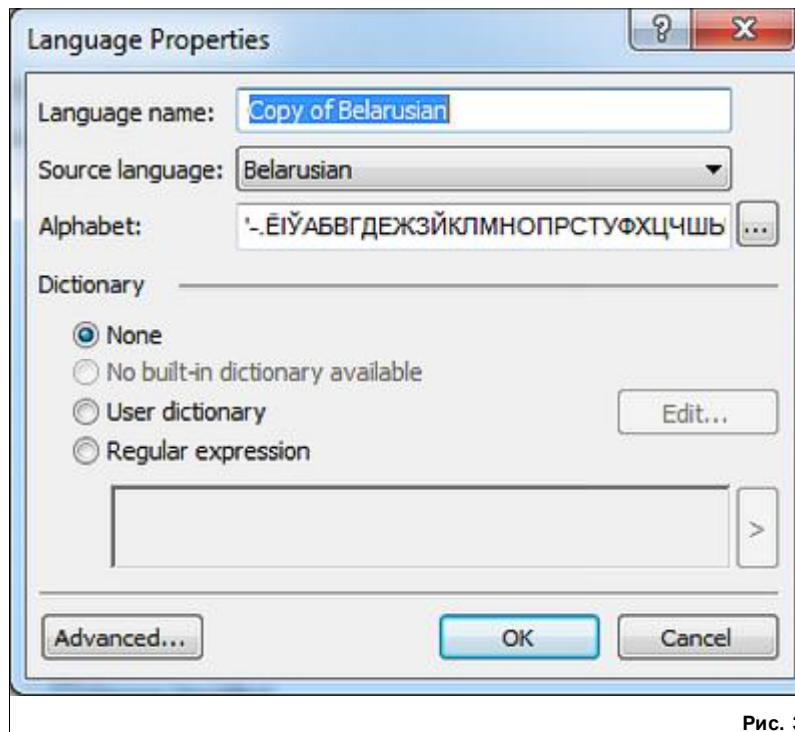 Language Properties
Language name: Copy of Belarusian
Source language: Belarusian
Alphabet: '-.ЁІЎАБВГДЕЖЗЙКЛМНОПРСТУФХЦЧШЬ ...
Dictionary
None
No built-in dictionary available
User dictionary Edit...
Regular expression
>
Advanced... OK Cancel
Рис. 3